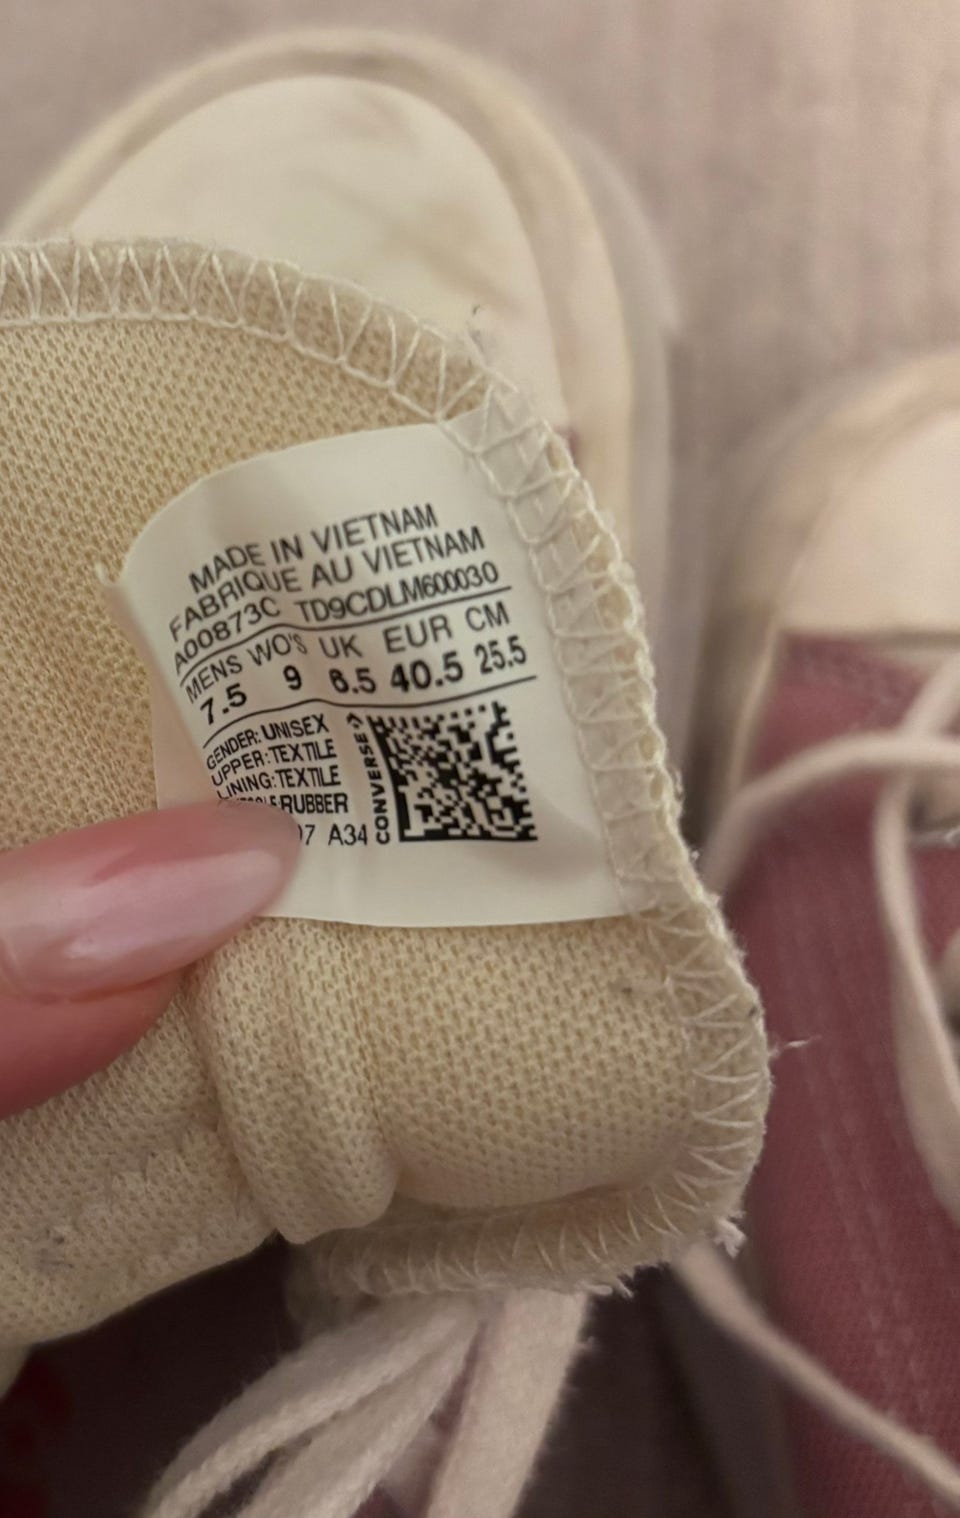 MADE IN VIETNAM
FABRIQUE AU VIETNAM
A00873C TD9CDLM600030
MENS WO'S UK EUR CM
7.5 9 6.5 40.5 25.5
GENDER: UNISEX
UPPER:TEXTILE
LINING:TEXTILE
RUBBER
07 A34
CONVERSE